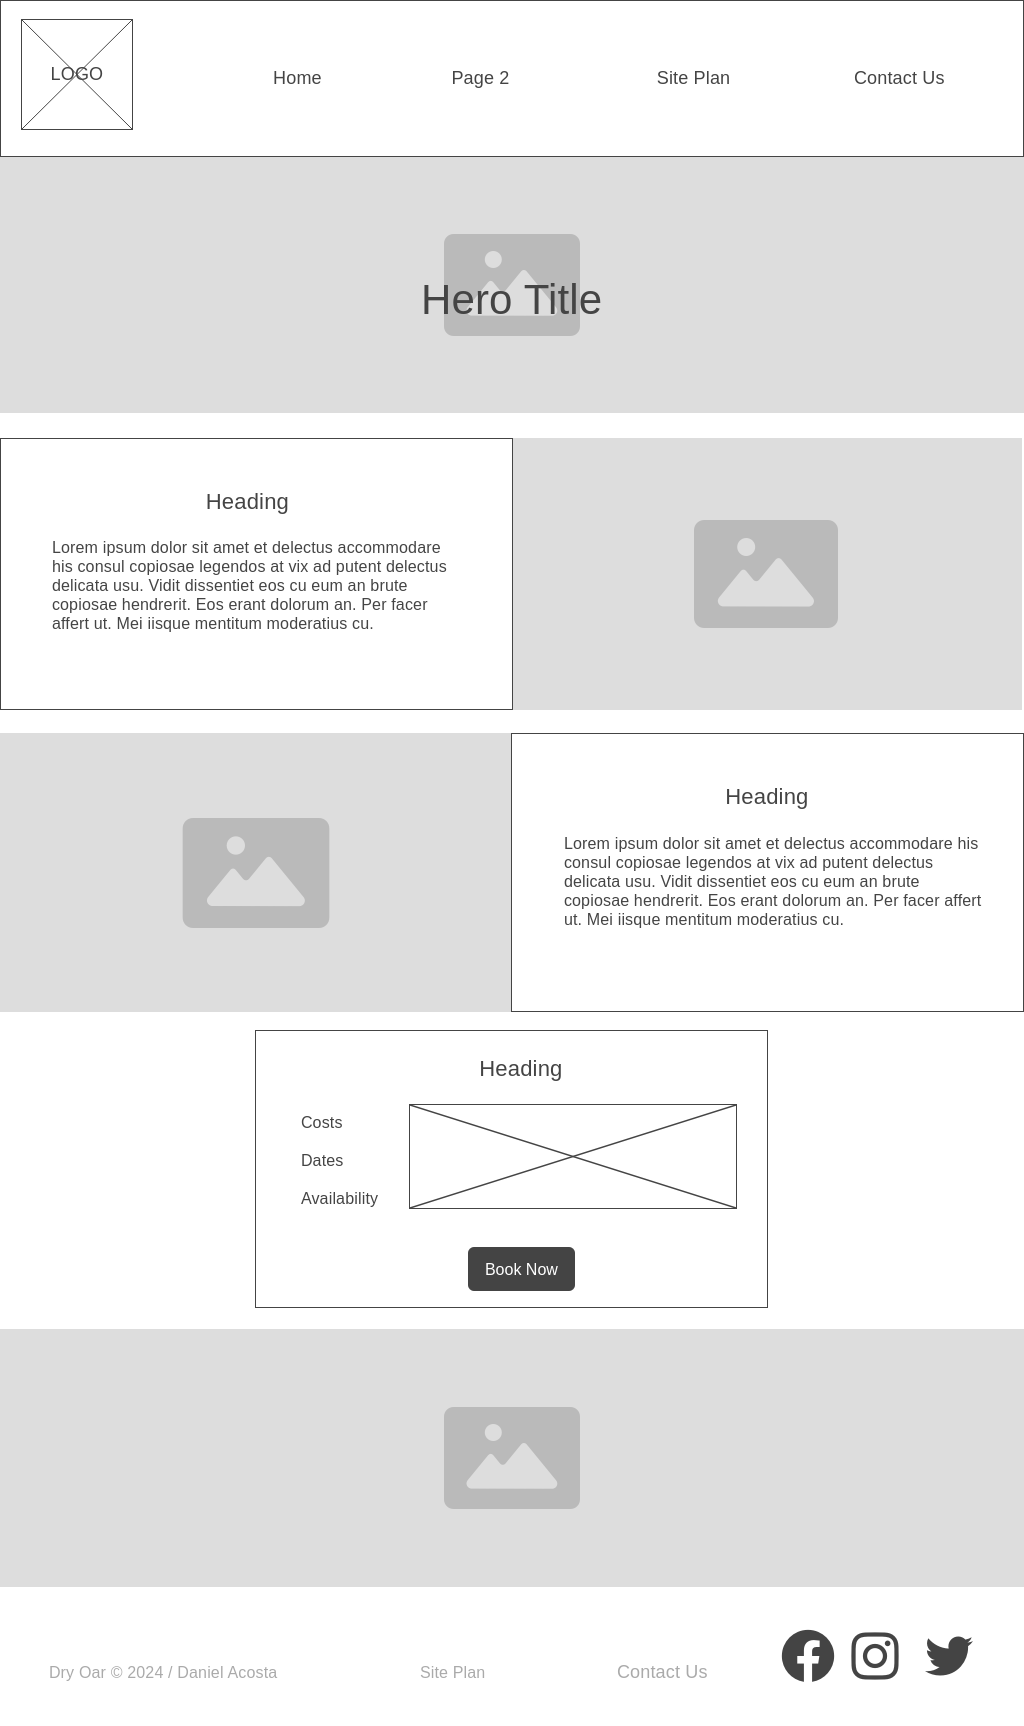 LOGO
Home
Page 2
Site Plan
Contact Us
Hero Title
Heading
Lorem ipsum dolor sit amet et delectus accommodare
his consul copiosae legendos at vix ad putent delectus
delicata usu. Vidit dissentiet eos cu eum an brute
copiosae hendrerit. Eos erant dolorum an. Per facer
affert ut. Mei iisque mentitum moderatius cu.
Heading
Lorem ipsum dolor sit amet et delectus accommodare his
consul copiosae legendos at vix ad putent delectus
delicata usu. Vidit dissentiet eos cu eum an brute
copiosae hendrerit. Eos erant dolorum an. Per facer affert
ut. Mei iisque mentitum moderatius cu.
Heading
Costs
Dates
Availability
Book Now
Dry Oar © 2024 / Daniel Acosta
Site Plan
Contact Us